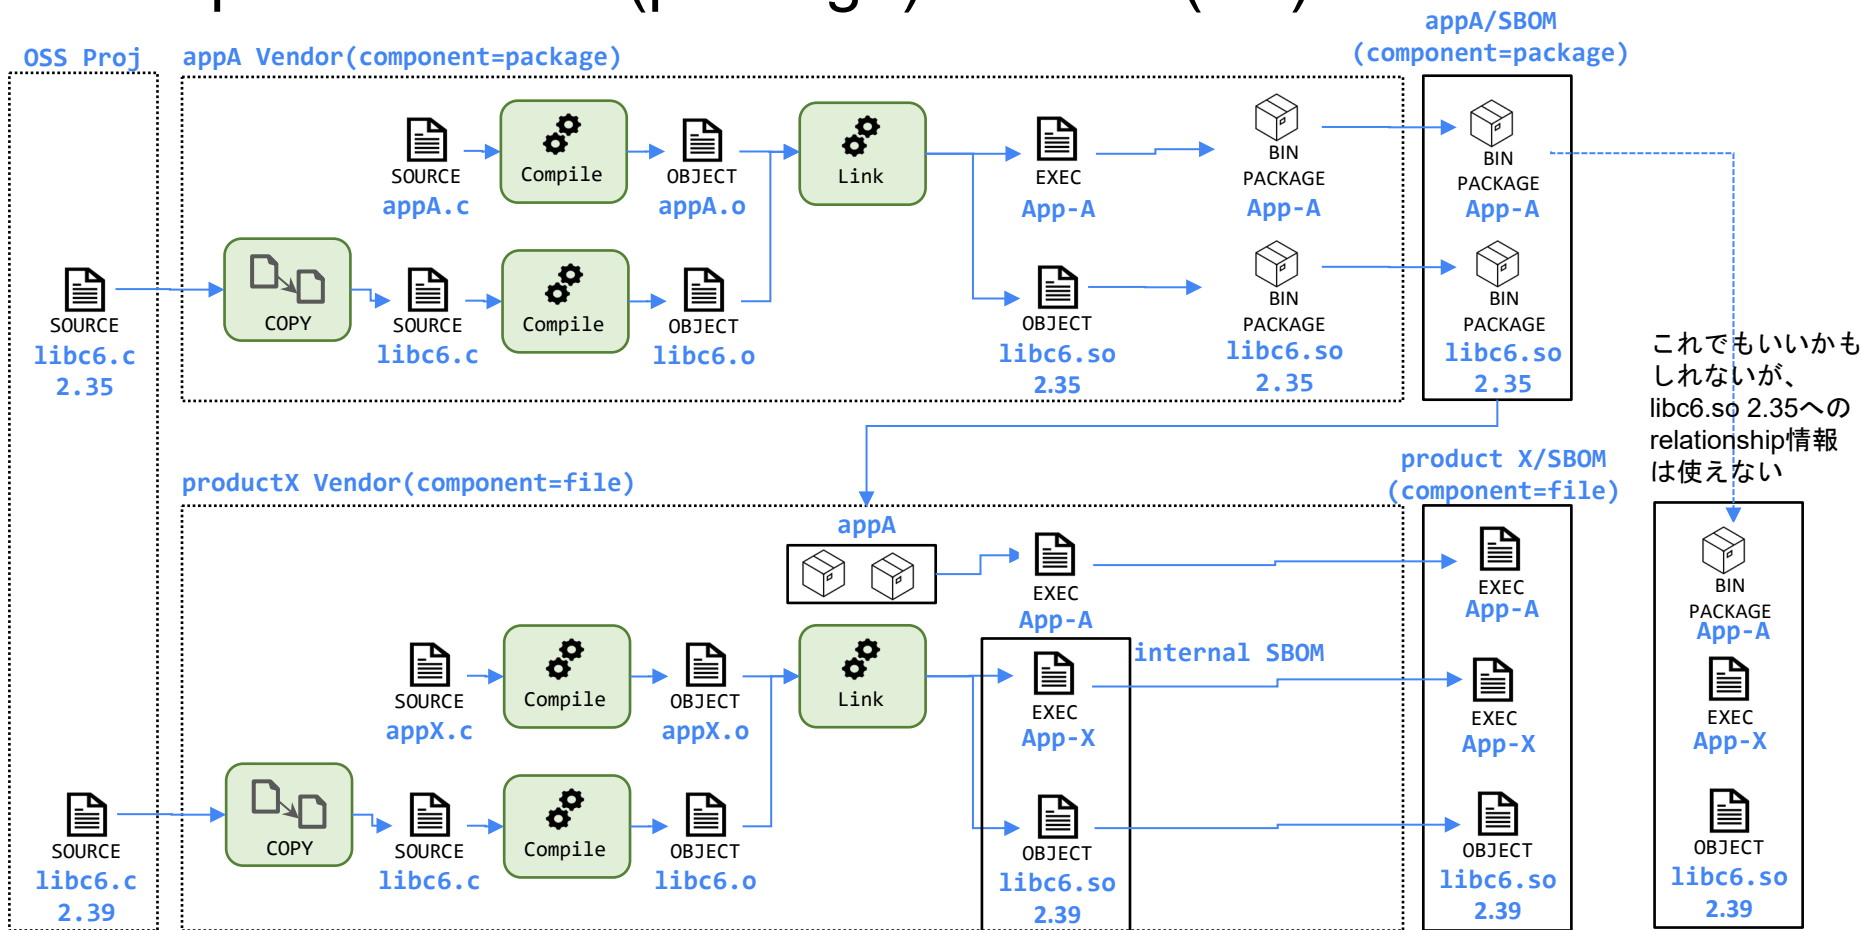 appA/SBOM
(component=package)
OSS Proj
appA Vendor(component=package)
SOURCE
appA.c
Compile
OBJECT
appA.o
Link
EXEC
App-A
BIN
PACKAGE
App-A
BIN
PACKAGE
App-A
SOURCE
libc6.c
2.35
COPY
SOURCE
libc6.c
Compile
OBJECT
libc6.o
OBJECT
libc6.so
2.35
BIN
PACKAGE
libc6.so
2.35
BIN
PACKAGE
libc6.so
2.35
これでもいいかも
しれないが、
libc6.so 2.35への
relationship情報
は使えない
productX Vendor(component=file)
product X/SBOM
(component=file)
appA
EXEC
App-A
EXEC
App-A
BIN
PACKAGE
App-A
SOURCE
appX.c
Compile
OBJECT
appX.o
Link
internal SBOM
EXEC
App-X
EXEC
App-X
EXEC
App-X
SOURCE
libc6.c
2.39
COPY
SOURCE
libc6.c
Compile
OBJECT
libc6.o
OBJECT
libc6.so
2.39
OBJECT
libc6.so
2.39
OBJECT
libc6.so
2.39